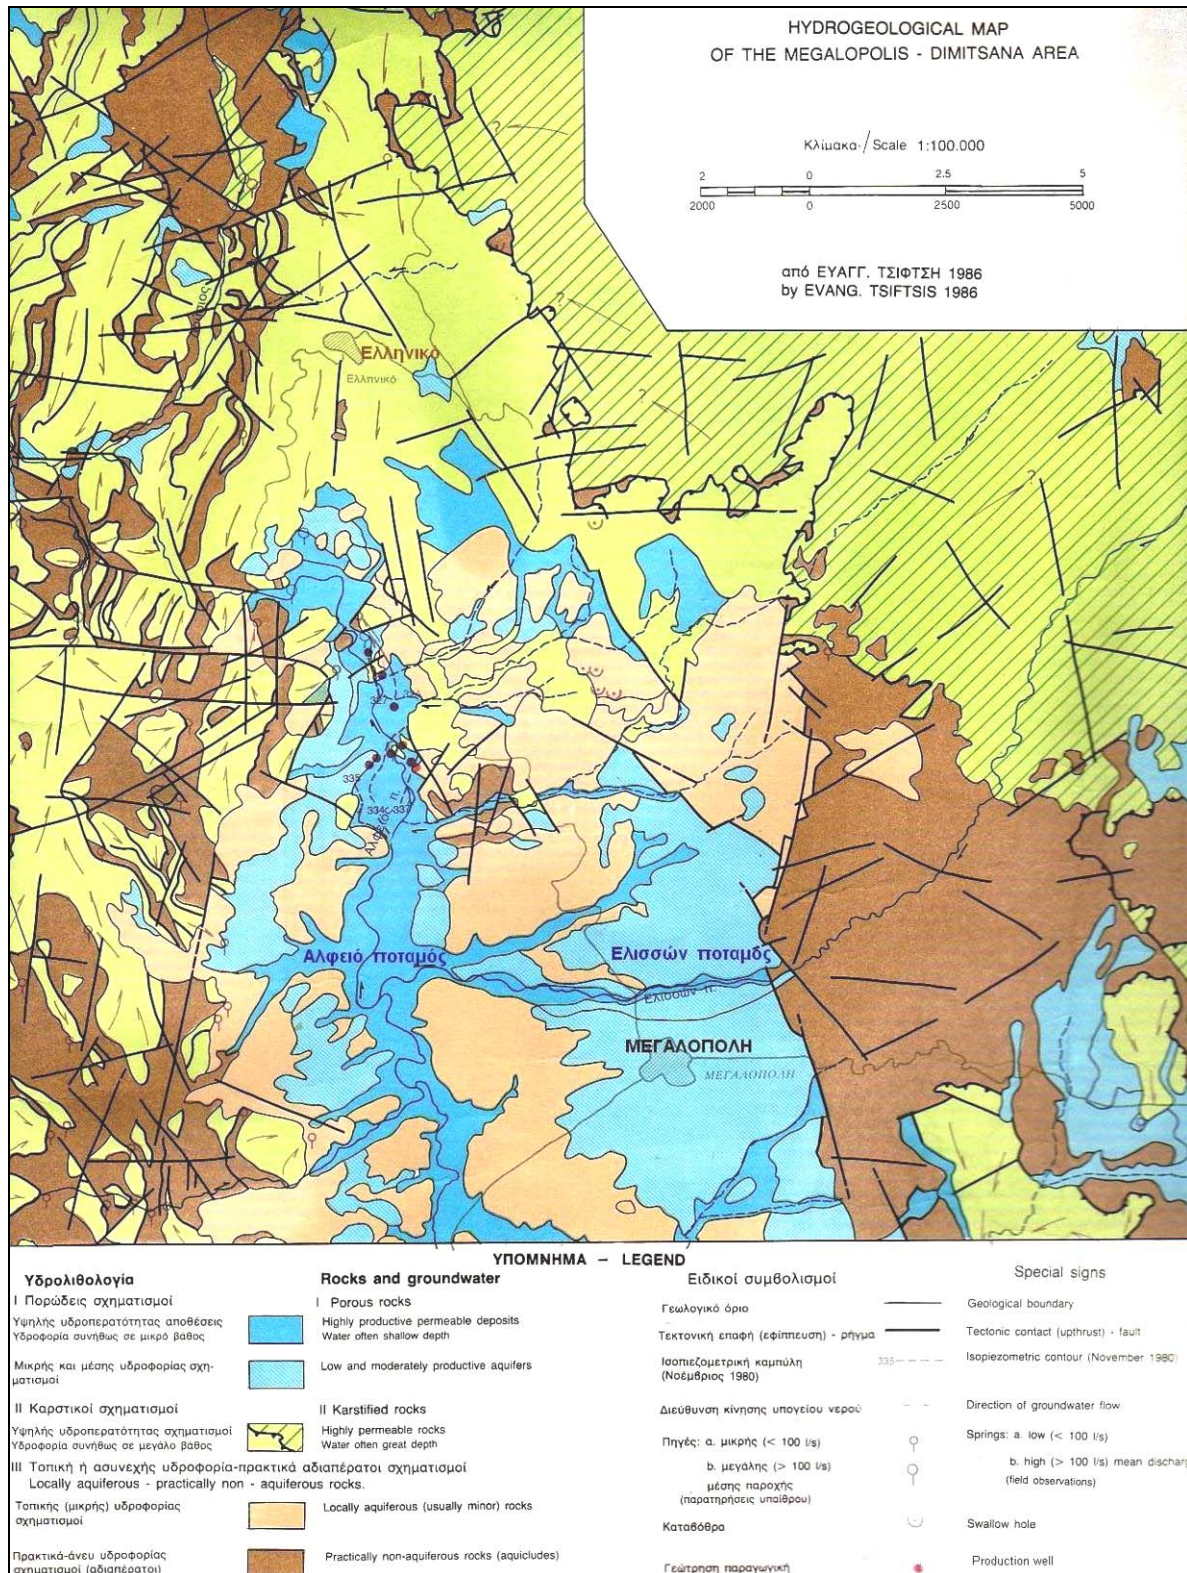 HYDROGEOLOGICAL MAP
OF THE MEGALOPOLIS - DIMITSANA AREA
Κλίμακα / Scale 1:100.000
2 0 2.5 5
2000 0 2500 5000
από ΕΥΑΓΓ. ΤΣΙΦΤΣΗ 1986
by EVANG. TSIFTSIS 1986
?
?
?
?
Ελληνικό
Ελληνικό
327
335
334
337
Αλφειός π.
Αλφειό ποταμός
Ελισσών ποταμός
Ελισσών π.
ΜΕΓΑΛΟΠΟΛΗ
ΜΕΓΑΛΟΠΟΛΗ
ΥΠΟΜΝΗΜΑ – LEGEND
Υδρολιθολογία
Rocks and groundwater
I Πορώδεις σχηματισμοί
I Porous rocks
Υψηλής υδροπερατότητας αποθέσεις
Υδροφορία συνήθως σε μικρό βάθος
Highly productive permeable deposits
Water often shallow depth
Μικρής και μέσης υδροφορίας σχη-
ματισμοί
Low and moderately productive aquifers
II Καρστικοί σχηματισμοί
II Karstified rocks
Υψηλής υδροπερατότητας σχηματισμοί
Υδροφορία συνήθως σε μεγάλο βάθος
Highly permeable rocks
Water often great depth
III Τοπική ή ασυνεχής υδροφορία-πρακτικά αδιαπέρατοι σχηματισμοί
Locally aquiferous - practically non - aquiferous rocks.
Τοπικής (μικρής) υδροφορίας
σχηματισμοί
Locally aquiferous (usually minor) rocks
Πρακτικά-άνευ υδροφορίας
σχηματισμοί (αδιαπέρατοι)
Practically non-aquiferous rocks (aquicludes)
Ειδικοί συμβολισμοί
Special signs
Γεωλογικό όριο
Geological boundary
Τεκτονική επαφή (εφίππευση) - ρήγμα
Tectonic contact (upthrust) - fault
Ισοπιεζομετρική καμπύλη
(Νοέμβριος 1980)
335
Isopiezometric contour (November 1980)
Διεύθυνση κίνησης υπογείου νερού
Direction of groundwater flow
Πηγές: a. μικρής (< 100 l/s)
Springs: a. low (< 100 l/s)
b. μεγάλης (> 100 l/s)
μέσης παροχής
(παρατηρήσεις υπαίθρου)
b. high (> 100 l/s) mean discharg
(field observations)
Καταβόθρα
Swallow hole
Γεώτρηση παραγωγική
Production well